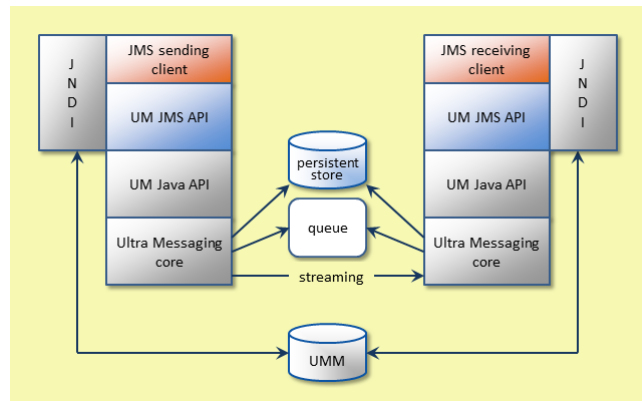 J
N
D
I
JMS sending
client
UM JMS API
UM Java API
Ultra Messaging
core
persistent
store
queue
streaming
UMM
JMS receiving
client
UM JMS API
UM Java API
Ultra Messaging
core
J
N
D
I